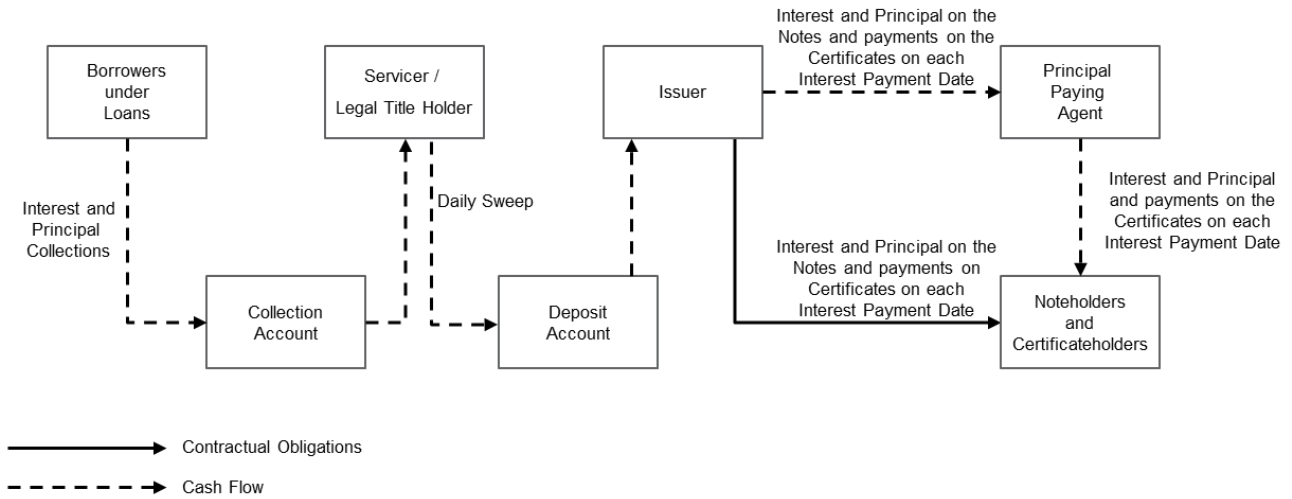 Borrowers
under
Loans
Servicer /
Legal Title Holder
Issuer
Interest and Principal on the
Notes and payments on the
Certificates on each
Interest Payment Date
Principal
Paying
Agent
Interest and
Principal
Collections
Daily Sweep
Interest and Principal
and payments on the
Certificates on each
Interest Payment Date
Collection
Account
Deposit
Account
Interest and Principal on the
Notes and payments on
Certificates on each
Interest Payment Date
Noteholders
and
Certificateholders
Contractual Obligations
Cash Flow